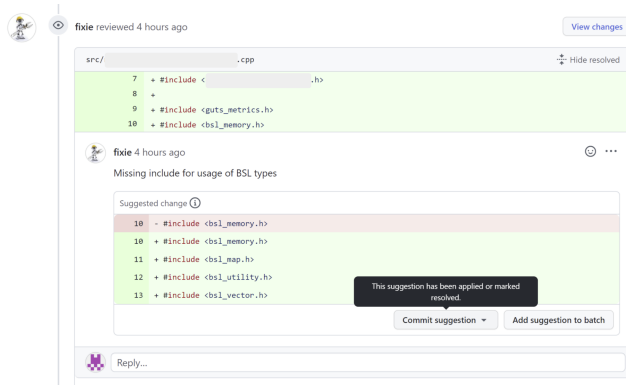 fixie reviewed 4 hours ago
View changes
src/ .cpp
Hide resolved
7 + #include < .h>
8 +
9 + #include <guts_metrics.h>
10 + #include <bsl_memory.h>
fixie 4 hours ago
Missing include for usage of BSL types
Suggested change
10 - #include <bsl_memory.h>
10 + #include <bsl_memory.h>
11 + #include <bsl_map.h>
12 + #include <bsl_utility.h>
13 + #include <bsl_vector.h>
This suggestion has been applied or marked
resolved.
Commit suggestion
Add suggestion to batch
Reply...